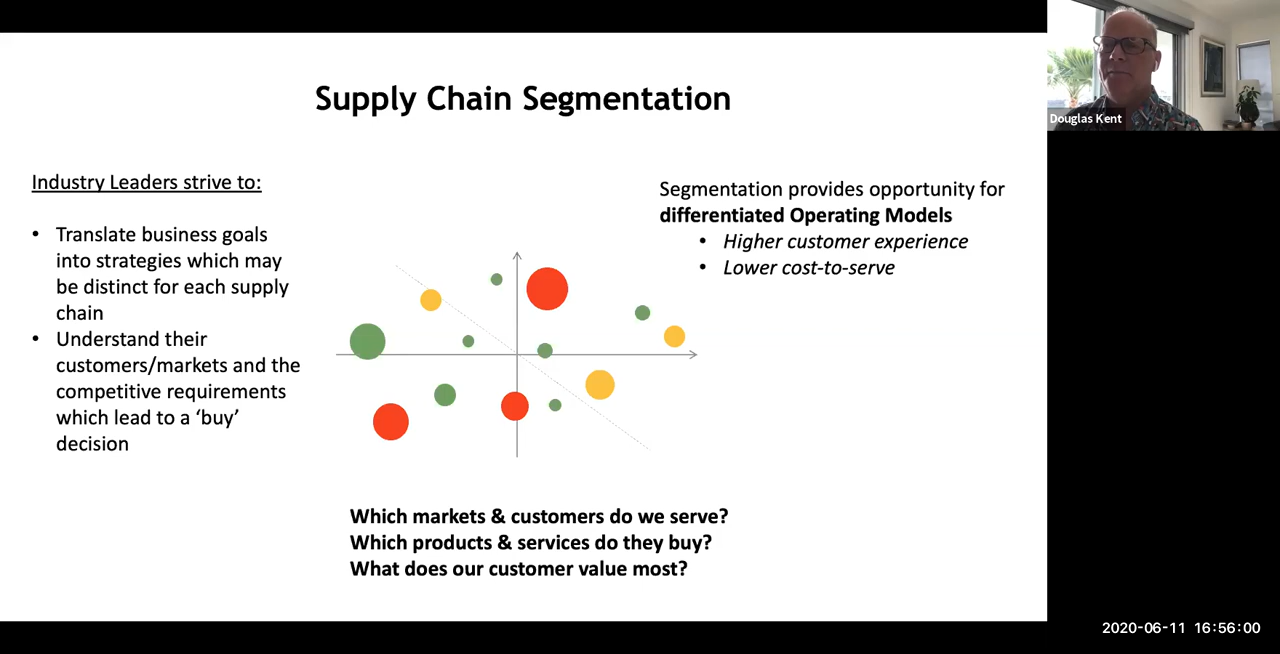 Supply Chain Segmentation
Industry Leaders strive to:
• Translate business goals
into strategies which may
be distinct for each supply
chain
• Understand their
customers/markets and the
competitive requirements
which lead to a ‘buy’
decision
Segmentation provides opportunity for
differentiated Operating Models
• Higher customer experience
• Lower cost-to-serve
Which markets & customers do we serve?
Which products & services do they buy?
What does our customer value most?
Douglas Kent
2020-06-11 16:56:00